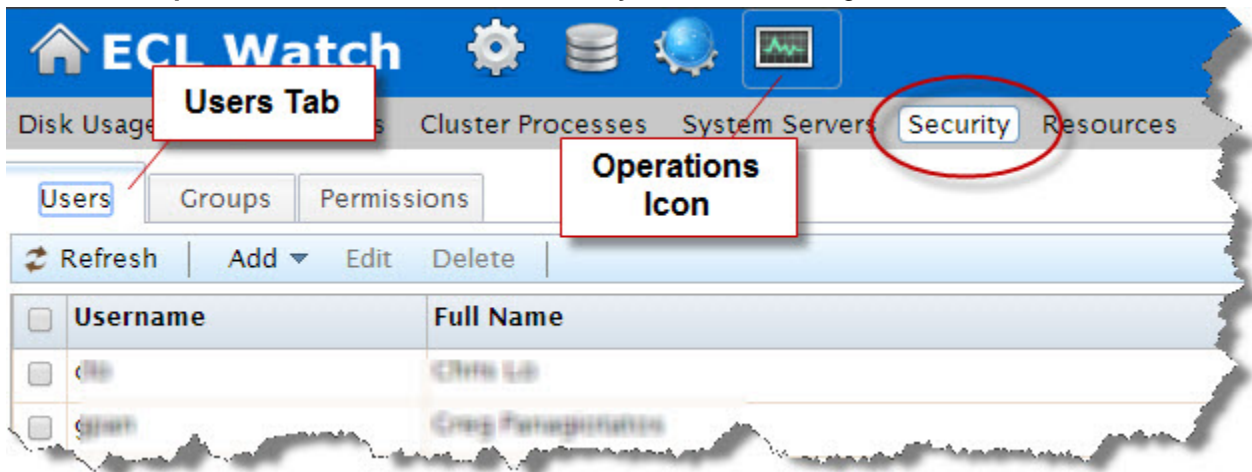 ECL Watch
Users Tab
Disk Usage
Cluster Processes
System Servers
Security
Resources
Operations
Icon
Users
Groups
Permissions
Refresh
Add
Edit
Delete
Username
Full Name